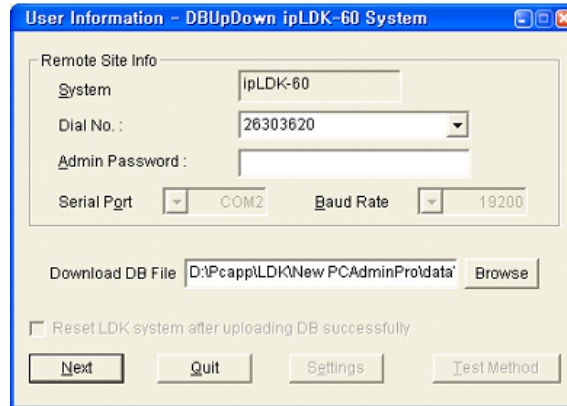 User Information - DBUpDown ipLDK-60 System
Remote Site Info
System ipLDK-60
Dial No. : 26303620
Admin Password :
Serial Port COM2 Baud Rate 19200
Download DB File D:\Pcapp\LDK\New PCAdminPro\data\ Browse
Reset LDK system after uploading DB successfully
Next Quit Settings Test Method